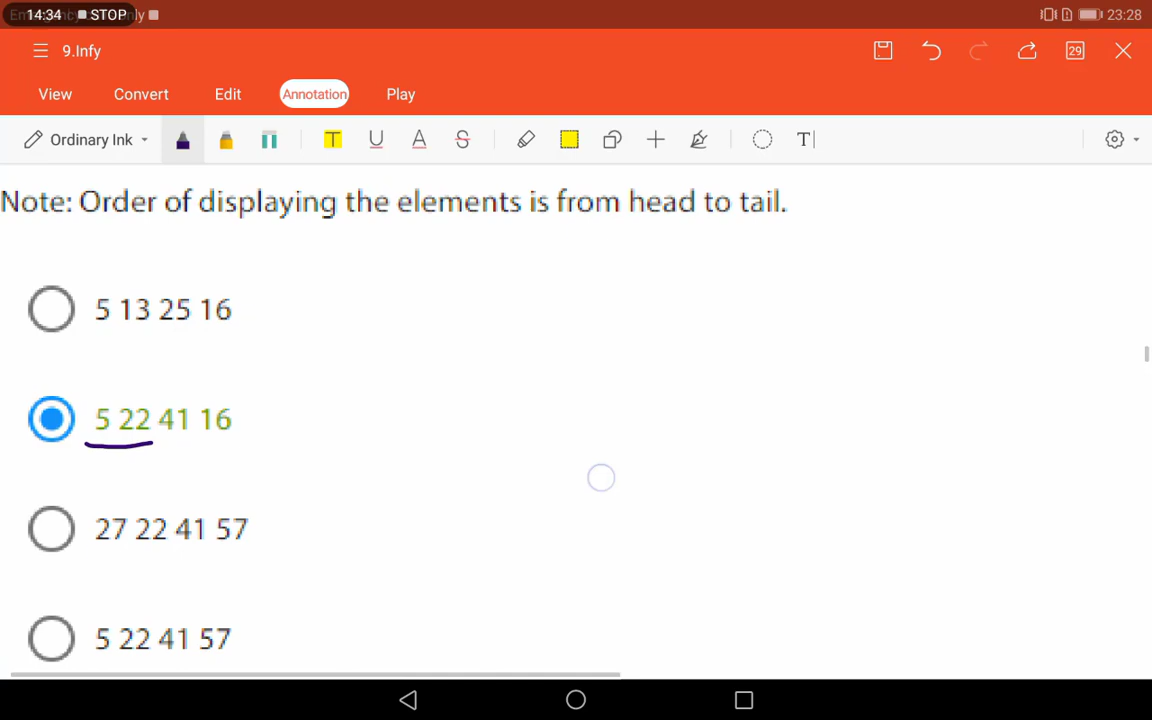 14:34 STOP ly 23:28
9.Infy 29
View Convert Edit Annotation Play
Ordinary Ink T U A S T
Note: Order of displaying the elements is from head to tail.
5 13 25 16
5 22 41 16
27 22 41 57
5 22 41 57